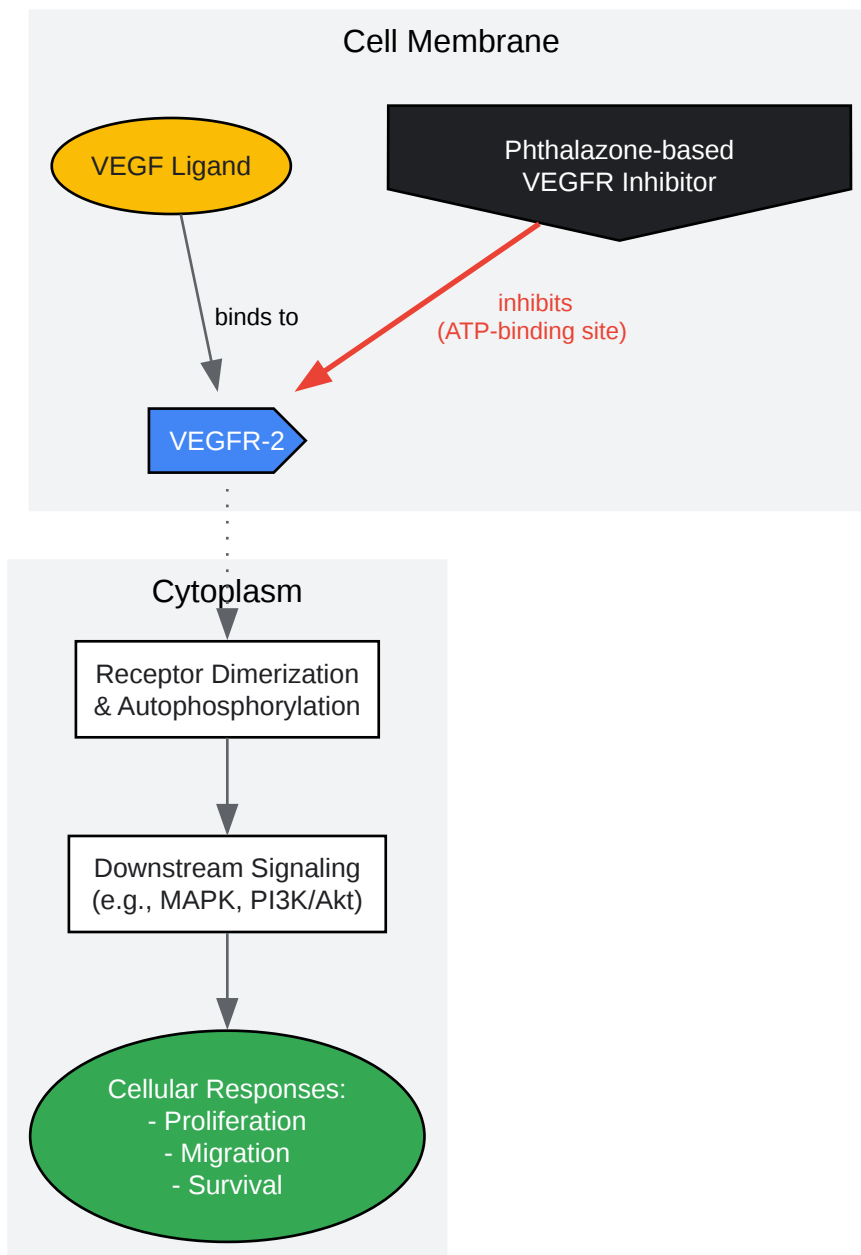 Cell Membrane
VEGF Ligand
Phthalazone-based
VEGFR Inhibitor
binds to
inhibits
(ATP-binding site)
VEGFR-2
Cytoplasm
Receptor Dimerization
& Autophosphorylation
Downstream Signaling
(e.g., MAPK, PI3K/Akt)
Cellular Responses:
- Proliferation
- Migration
- Survival